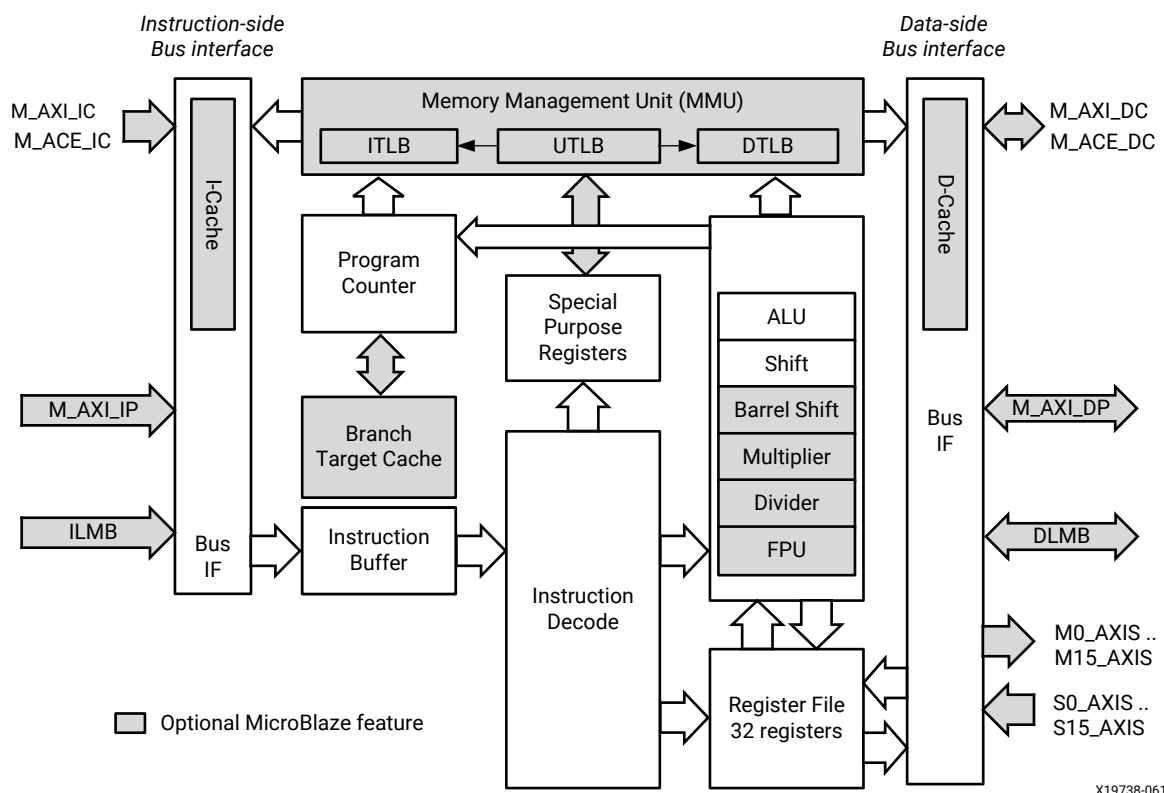 Instruction-side
Bus interface
Data-side
Bus interface
Memory Management Unit (MMU)
M_AXI_IC
M_ACE_IC
M_AXI_DC
M_ACE_DC
ITLB
UTLB
DTLB
I-Cache
D-Cache
Program
Counter
Special
Purpose
Registers
ALU
Shift
Barrel Shift
Multiplier
Divider
FPU
M_AXI_IP
Branch
Target Cache
Bus
IF
M_AXI_DP
ILMB
Bus
IF
Instruction
Buffer
DLMB
Instruction
Decode
M0_AXIS ..
M15_AXIS
Register File
32 registers
S0_AXIS ..
S15_AXIS
Optional MicroBlaze feature
X19738-061